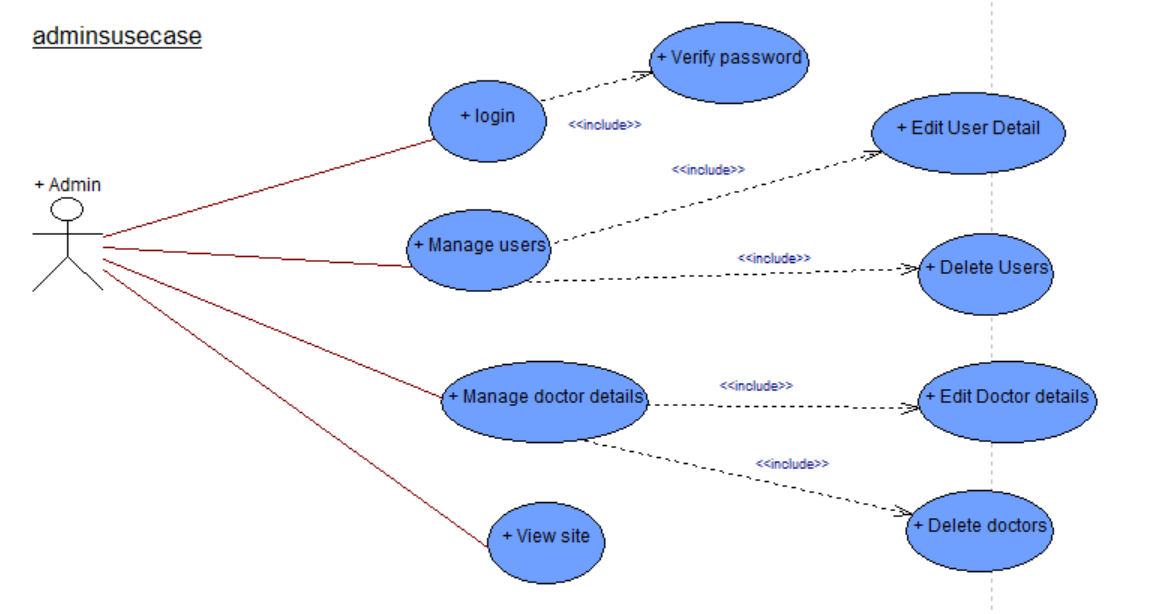 adminsusecase
+ Verify password
+ login
<<include>>
+ Edit User Detail
<<include>>
+ Admin
+ Manage users
<<include>>
+ Delete Users
<<include>>
+ Manage doctor details
+ Edit Doctor details
<<include>>
+ Delete doctors
+ View site